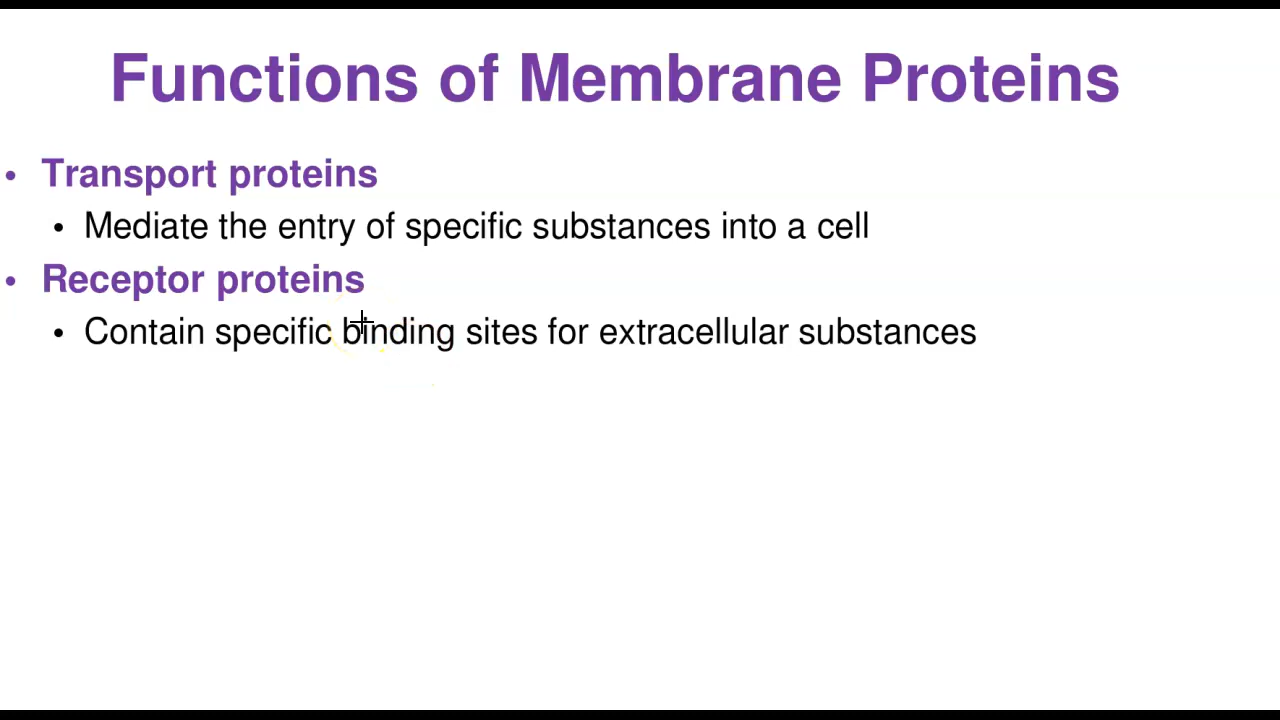 Functions of Membrane Proteins
• Transport proteins
• Mediate the entry of specific substances into a cell
• Receptor proteins
• Contain specific binding sites for extracellular substances